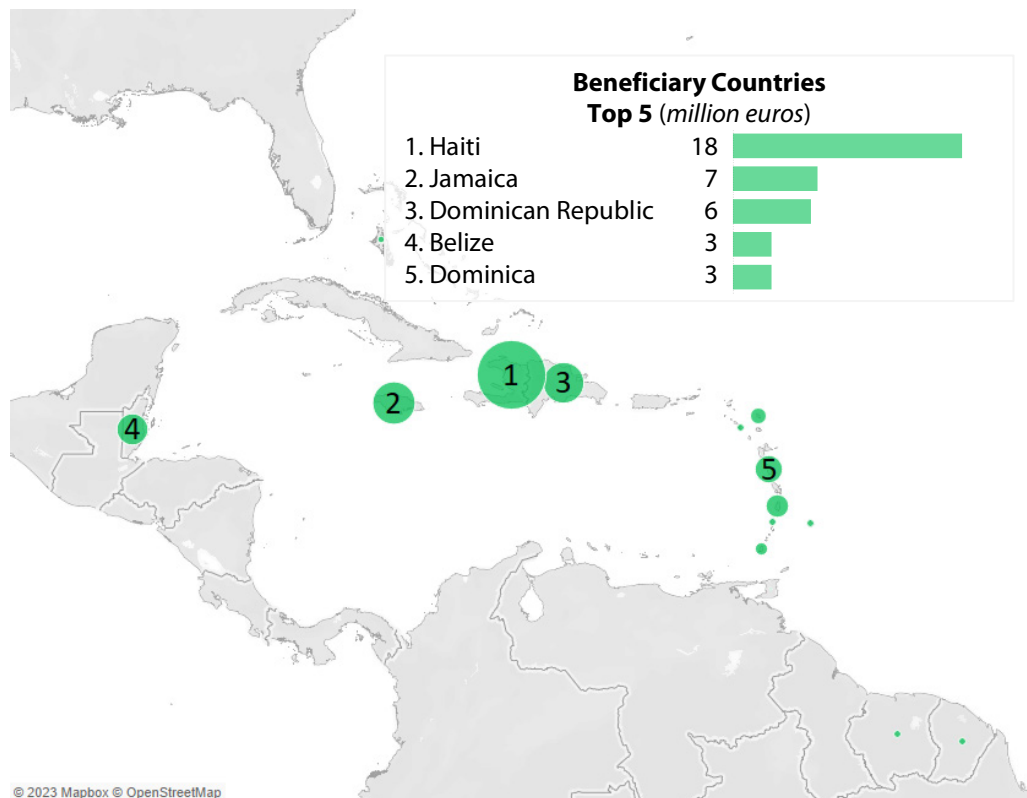 Beneficiary Countries
Top 5 (million euros)
1. Haiti 18
2. Jamaica 7
3. Dominican Republic 6
4. Belize 3
5. Dominica 3
1
3
2
4
5
© 2023 Mapbox © OpenStreetMap